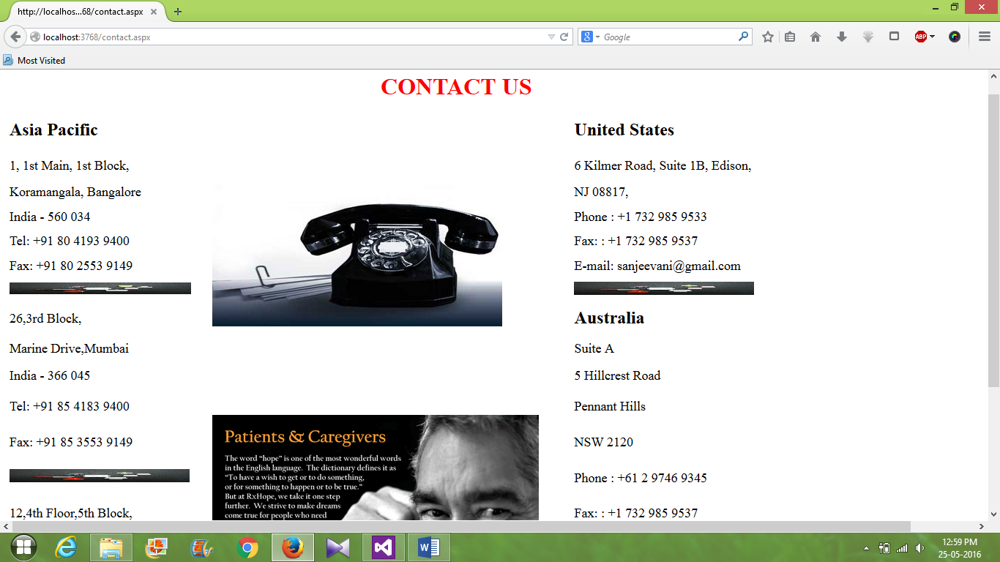 http://localhos...68/contact.aspx
localhost:3768/contact.aspx
Google
ABP
Most Visited
CONTACT US
Asia Pacific
1, 1st Main, 1st Block,
Koramangala, Bangalore
India - 560 034
Tel: +91 80 4193 9400
Fax: +91 80 2553 9149
26,3rd Block,
Marine Drive,Mumbai
India - 366 045
Tel: +91 85 4183 9400
Fax: +91 85 3553 9149
12,4th Floor,5th Block,
Patients & Caregivers
The word “hope” is one of the most wonderful words
in the English language. The dictionary defines it as
“To have a wish to get or to do something,
or for something to happen or to be true.”
But at RxHope, we take it one step
further. We strive to make dreams
come true for people who need
United States
6 Kilmer Road, Suite 1B, Edison,
NJ 08817,
Phone : +1 732 985 9533
Fax: : +1 732 985 9537
E-mail: sanjeevani@gmail.com
Australia
Suite A
5 Hillcrest Road
Pennant Hills
NSW 2120
Phone : +61 2 9746 9345
Fax: : +1 732 985 9537
12:59 PM
25-05-2016